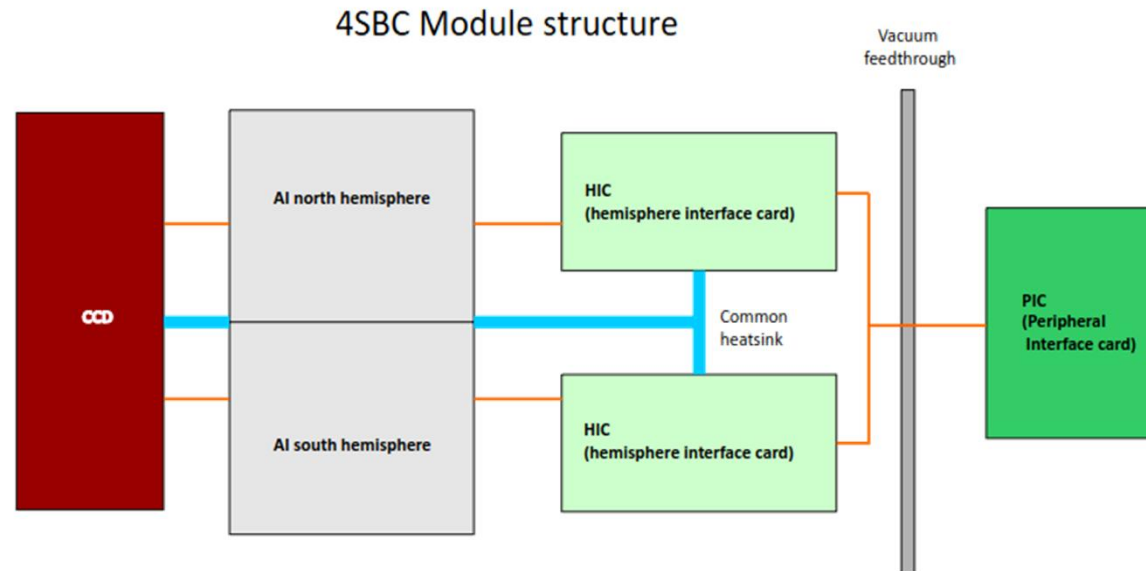 4SBC Module structure
Vacuum
feedthrough
CCD
Al north hemisphere
Al south hemisphere
HIC
(hemisphere interface card)
Common
heatsink
HIC
(hemisphere interface card)
PIC
(Peripheral
Interface card)